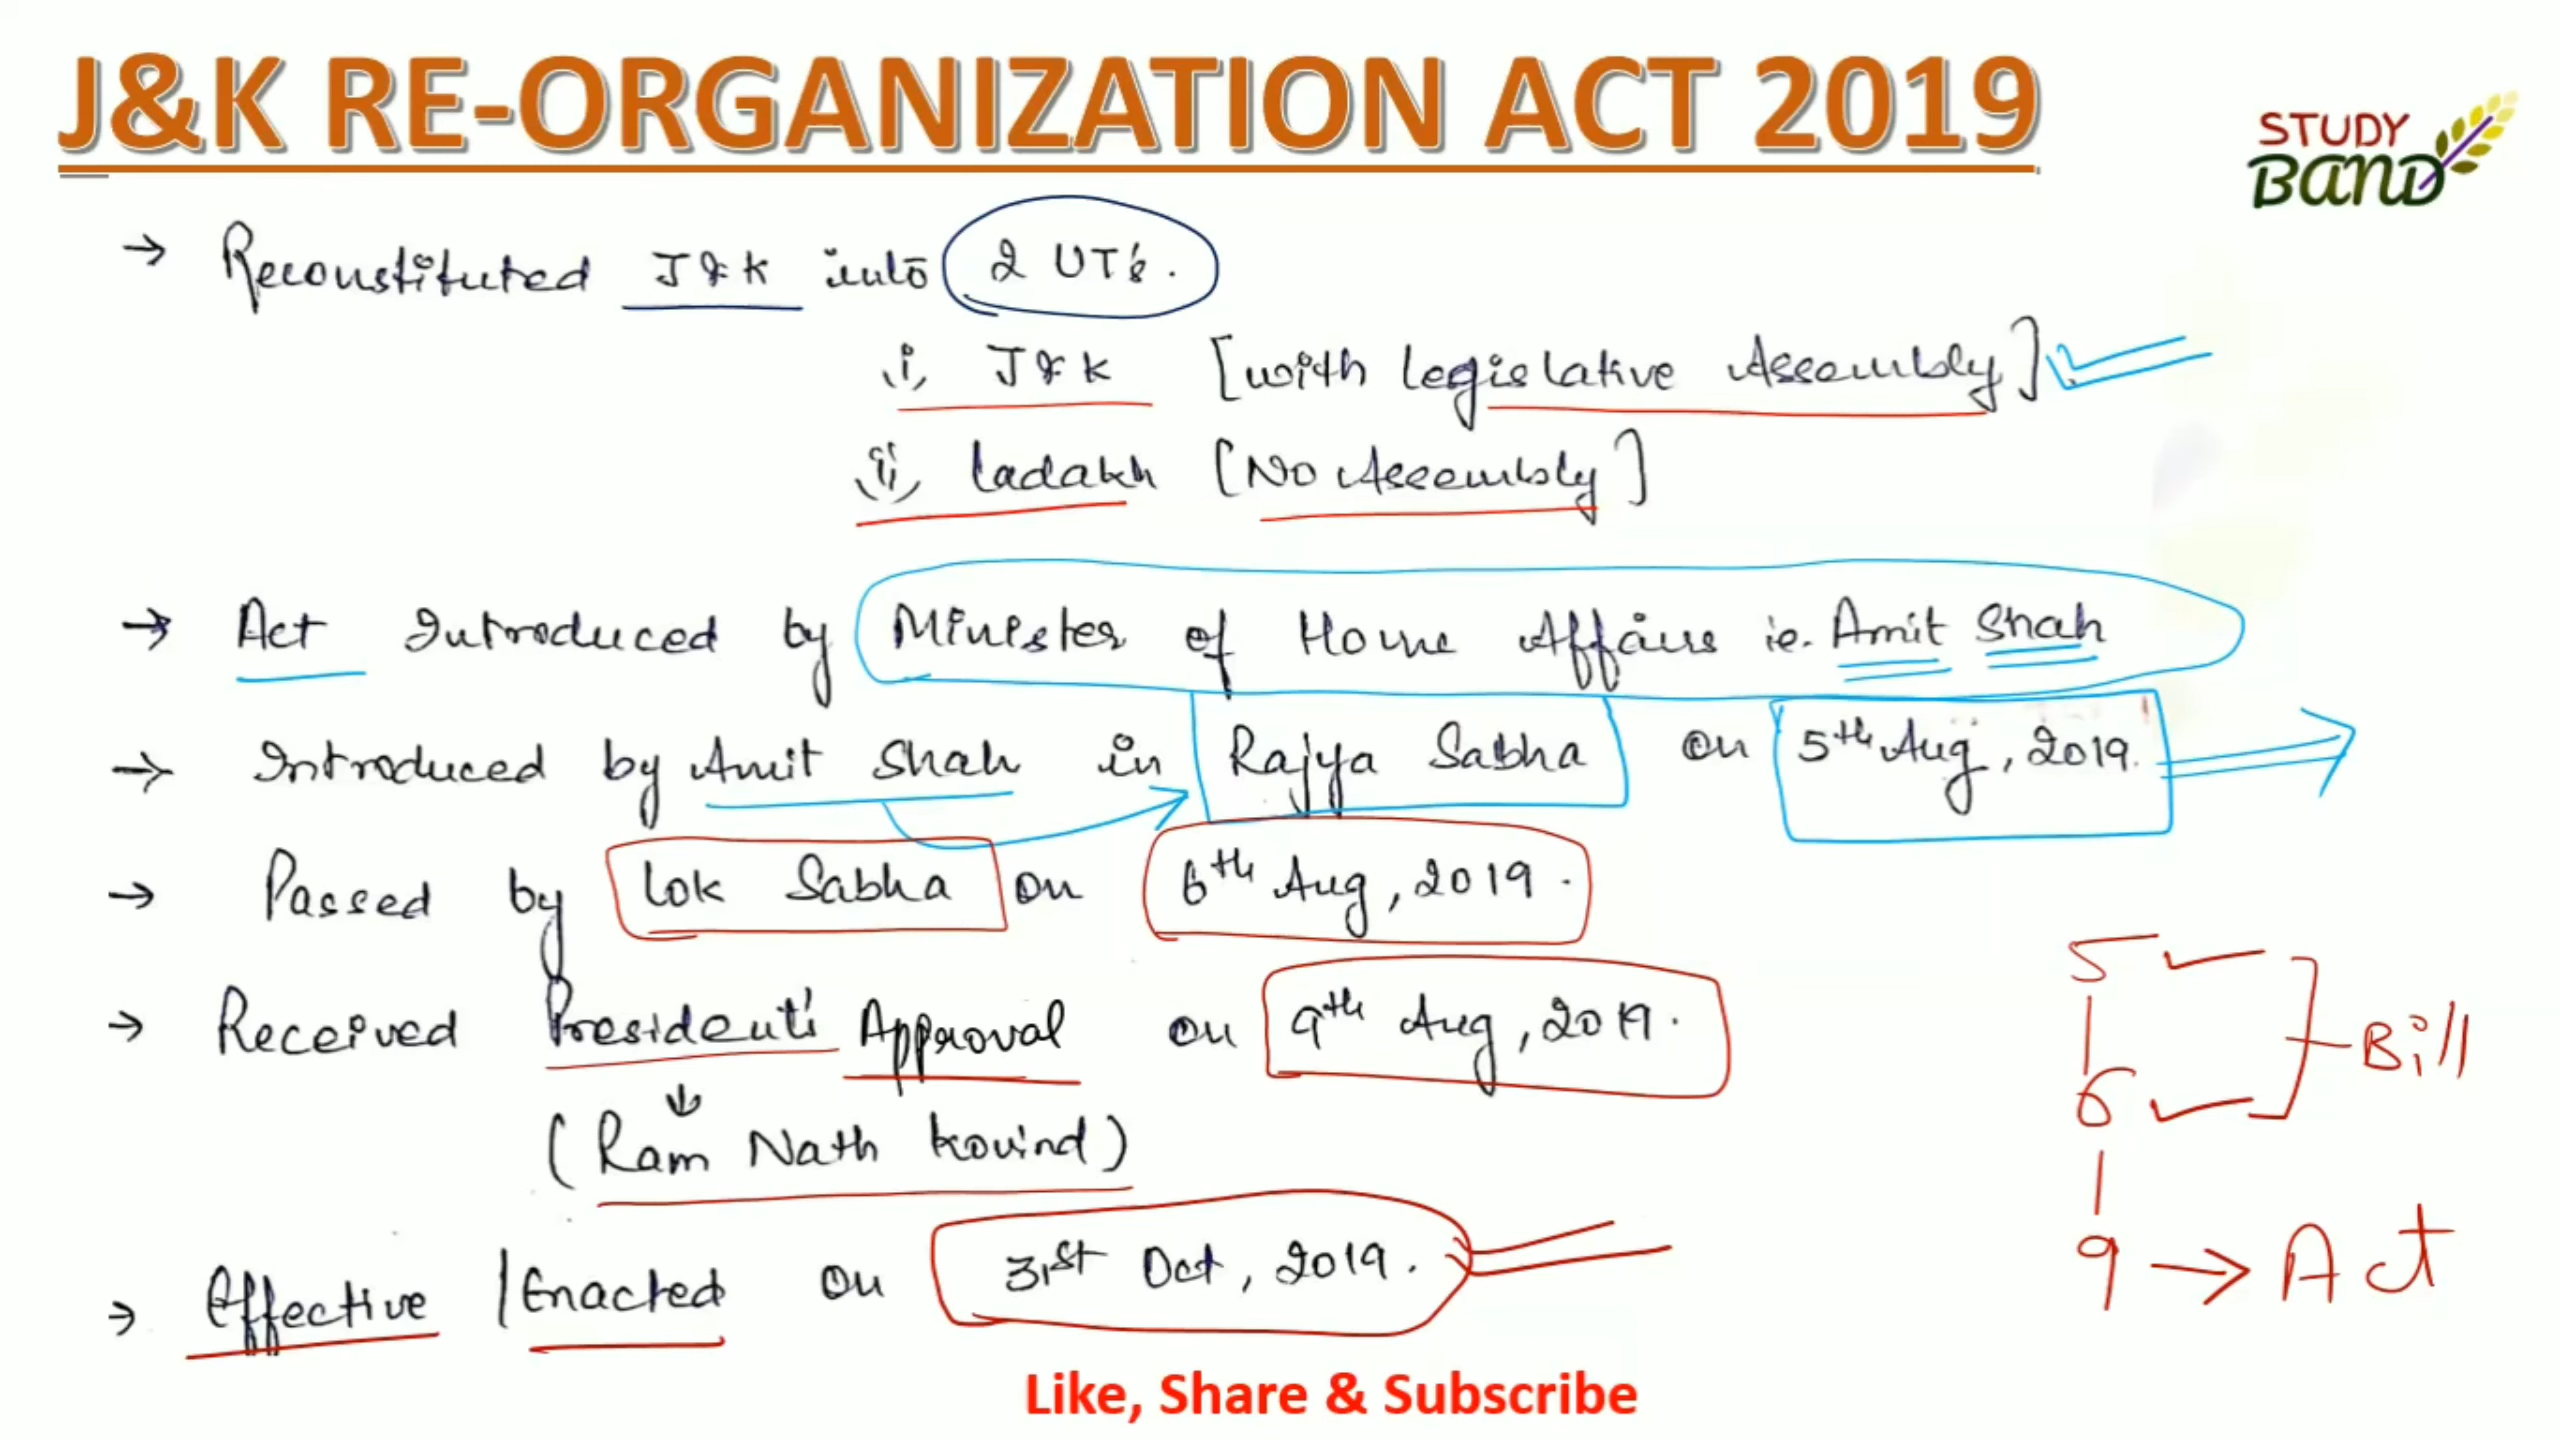 J&K RE-ORGANIZATION ACT 2019
STUDY
BAND
→ Reconstituted J&K into 2 UT's.
i, J&K [with Legislative Assembly]
ii, Ladakh [No Assembly]
→ Act Introduced by Minister of Home Affairs ie. Amit Shah
→ Introduced by Amit Shah in Rajya Sabha on 5th Aug, 2019.
→ Passed by Lok Sabha on 6th Aug, 2019.
→ Received President's Approval on 9th Aug, 2019.
↓
(Ram Nath Kovind)
→ Effective / Enacted on 31st Oct, 2019.
5 ✓
6 ✓
Bill
9 → Act
Like, Share & Subscribe